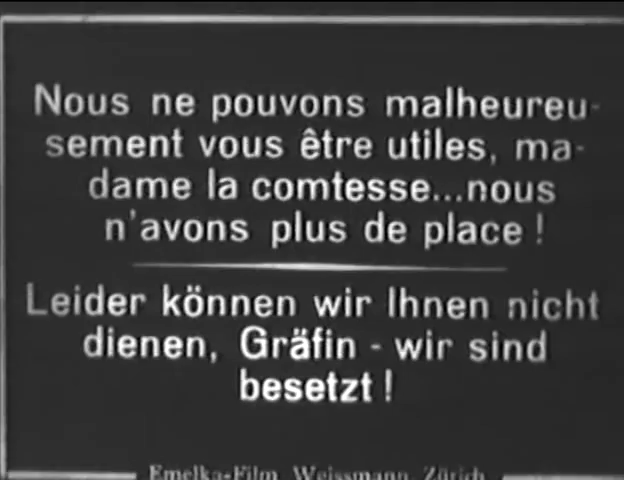 Nous ne pouvons malheureu-
sement vous être utiles, ma-
dame la comtesse...nous
n'avons plus de place !
Leider können wir Ihnen nicht
dienen, Gräfin - wir sind
besetzt !
Emelka-Film Weissmann Zürich